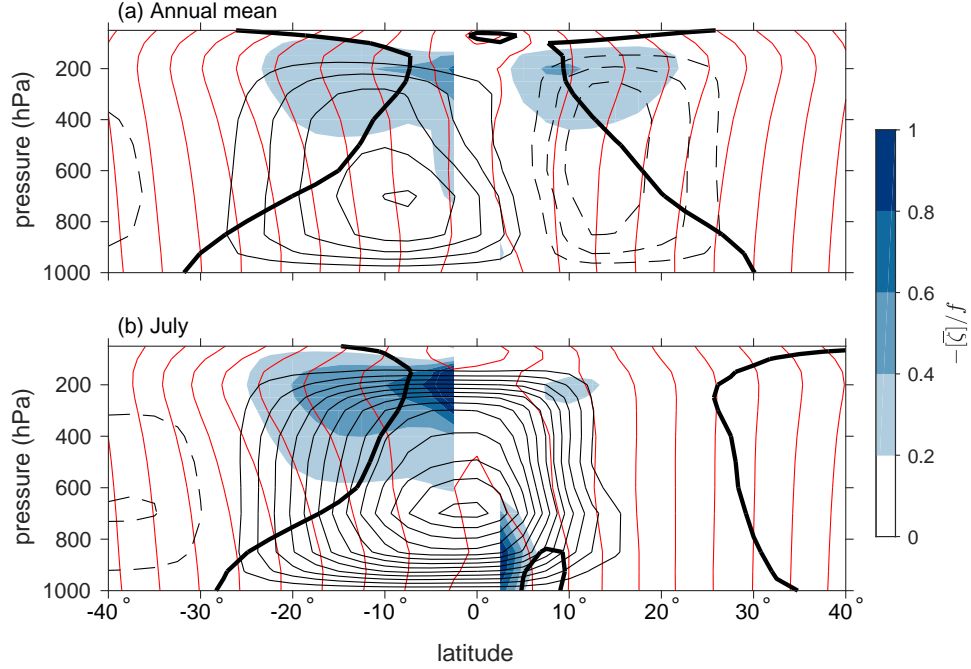 (a) Annual mean
pressure (hPa)
200
400
600
800
1000
(b) July
pressure (hPa)
200
400
600
800
1000
-40° -30° -20° -10° 0° 10° 20° 30° 40°
latitude
1
0.8
0.6
0.4
0.2
0
−[ζ̅]/f